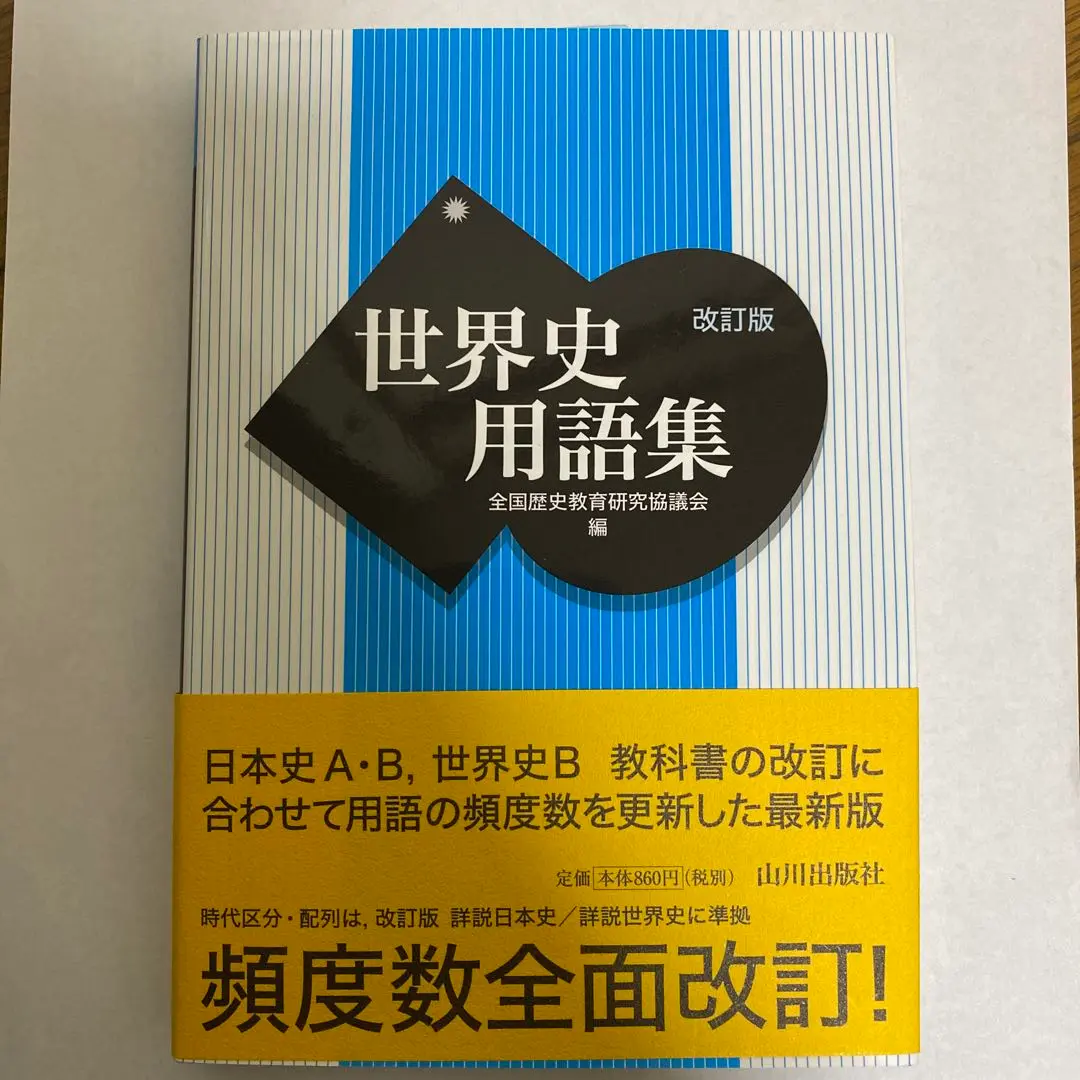 改訂版
世界史
用語集
全国歴史教育研究協議会
編
日本史A・B, 世界史B 教科書の改訂に
合わせて用語の頻度数を更新した最新版
定価 本体860円(税別) 山川出版社
時代区分・配列は, 改訂版 詳説日本史/詳説世界史に準拠
頻度数全面改訂!